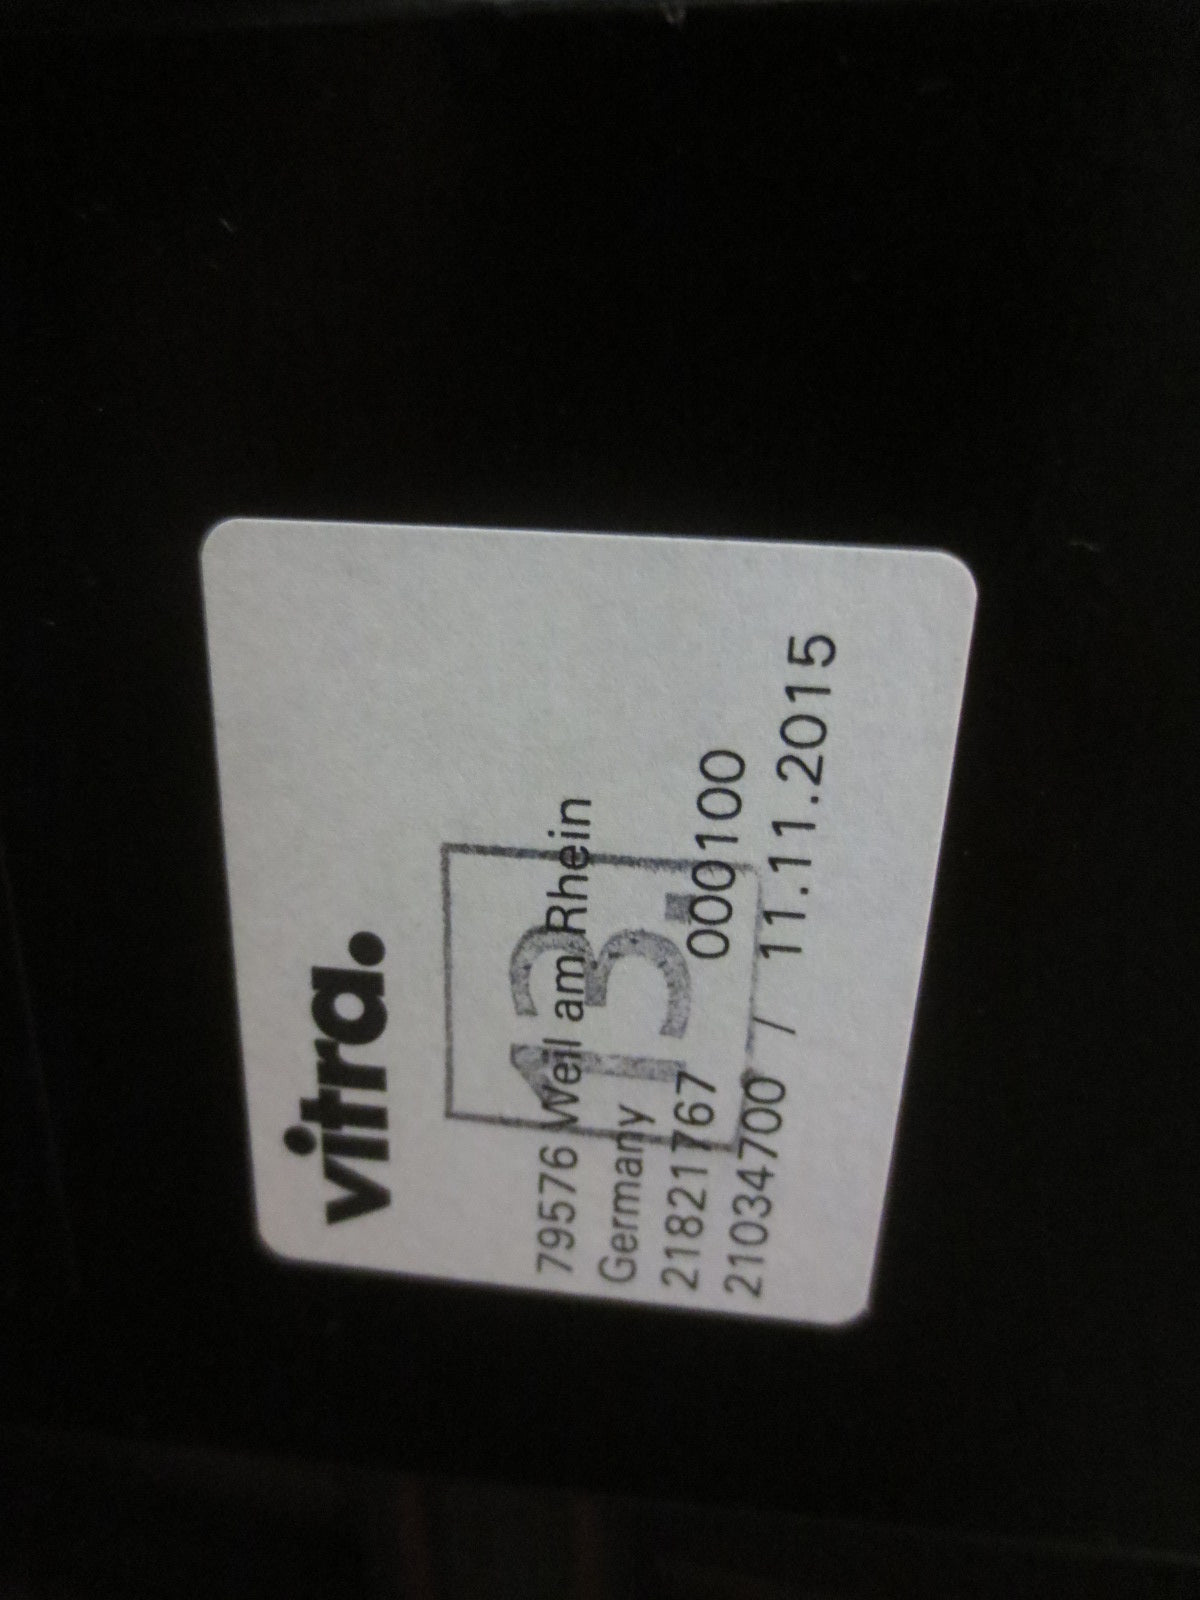 vitra.
79576 Weil am Rhein
Germany
13.
21821767 000100
21034700 / 11.11.2015